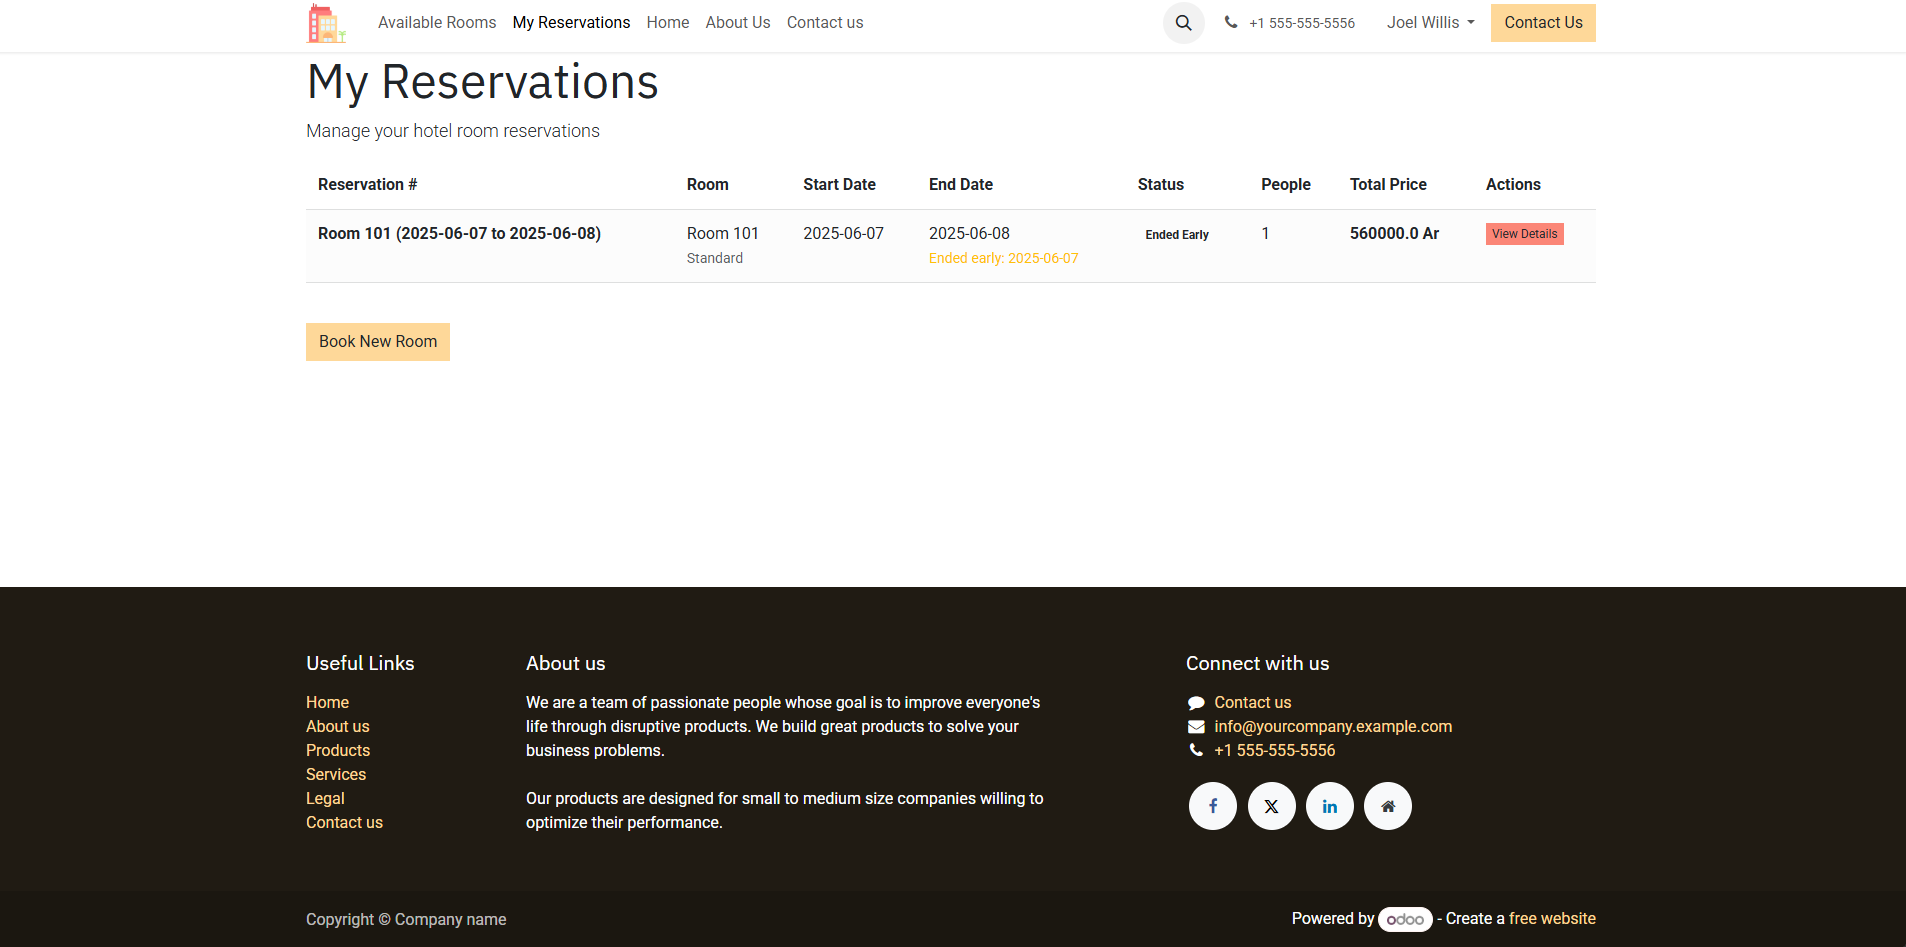 Available Rooms My Reservations Home About Us Contact us +1 555-555-5556 Joel Willis Contact Us
My Reservations
Manage your hotel room reservations
Reservation # Room Start Date End Date Status People Total Price Actions
Room 101 (2025-06-07 to 2025-06-08) Room 101 2025-06-07 2025-06-08 Ended Early 1 560000.0 Ar View Details
Standard Ended early: 2025-06-07
Book New Room
Useful Links
Home
About us
Products
Services
Legal
Contact us
About us
We are a team of passionate people whose goal is to improve everyone's
life through disruptive products. We build great products to solve your
business problems.
Our products are designed for small to medium size companies willing to
optimize their performance.
Connect with us
Contact us
info@yourcompany.example.com
+1 555-555-5556
Copyright © Company name
Powered by odoo - Create a free website